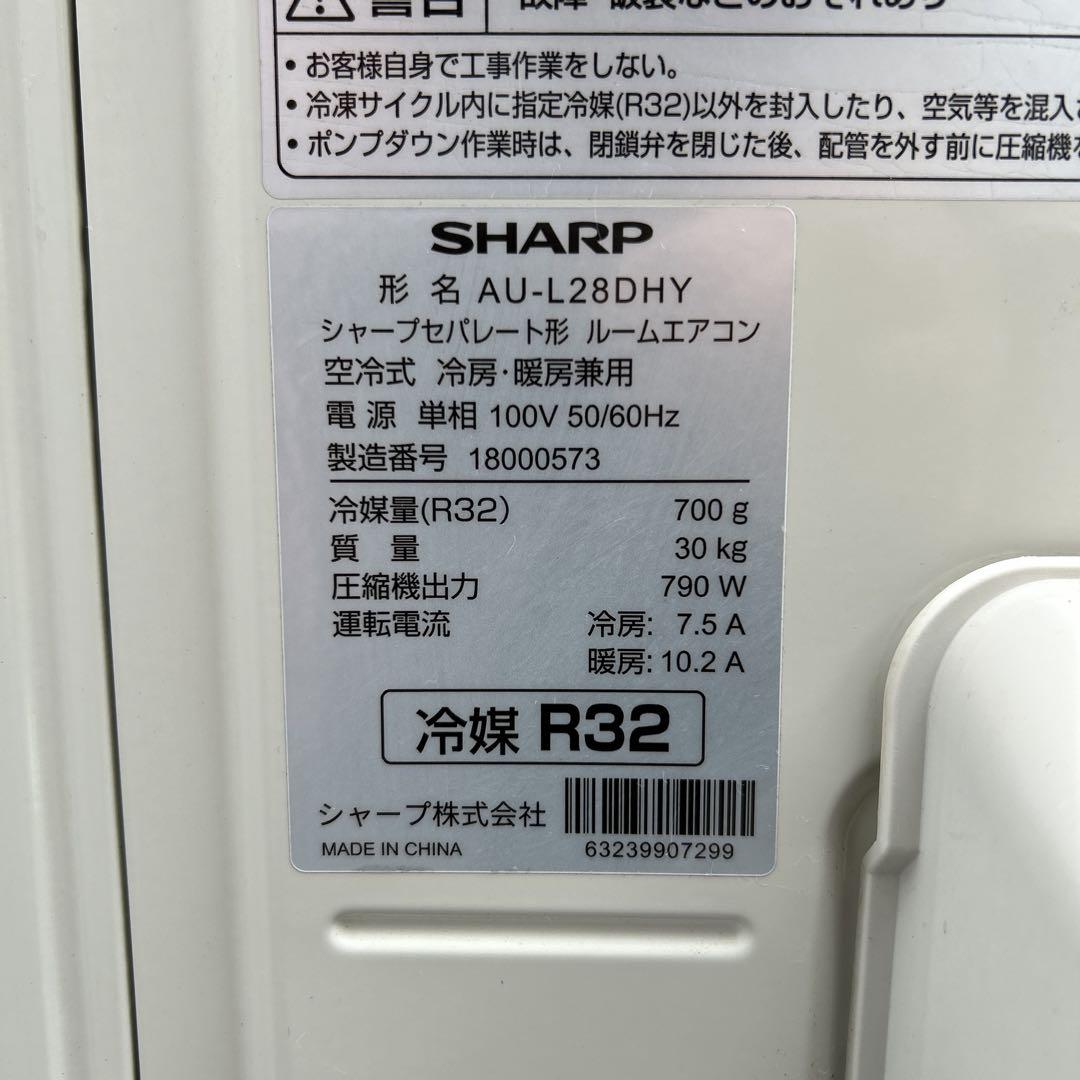 警告
お客様自身で工事作業をしない。
冷凍サイクル内に指定冷媒(R32)以外を封入したり、空気等を混入
ポンプダウン作業時は、閉鎖弁を閉じた後、配管を外す前に圧縮機を
SHARP
形 名 AU-L28DHY
シャープセパレート形 ルームエアコン
空冷式 冷房・暖房兼用
電 源 単相 100V 50/60Hz
製造番号 18000573
冷媒量(R32) 700 g
質 量 30 kg
圧縮機出力 790 W
運転電流 冷房: 7.5 A
暖房: 10.2 A
冷媒 R32
シャープ株式会社
MADE IN CHINA 63239907299